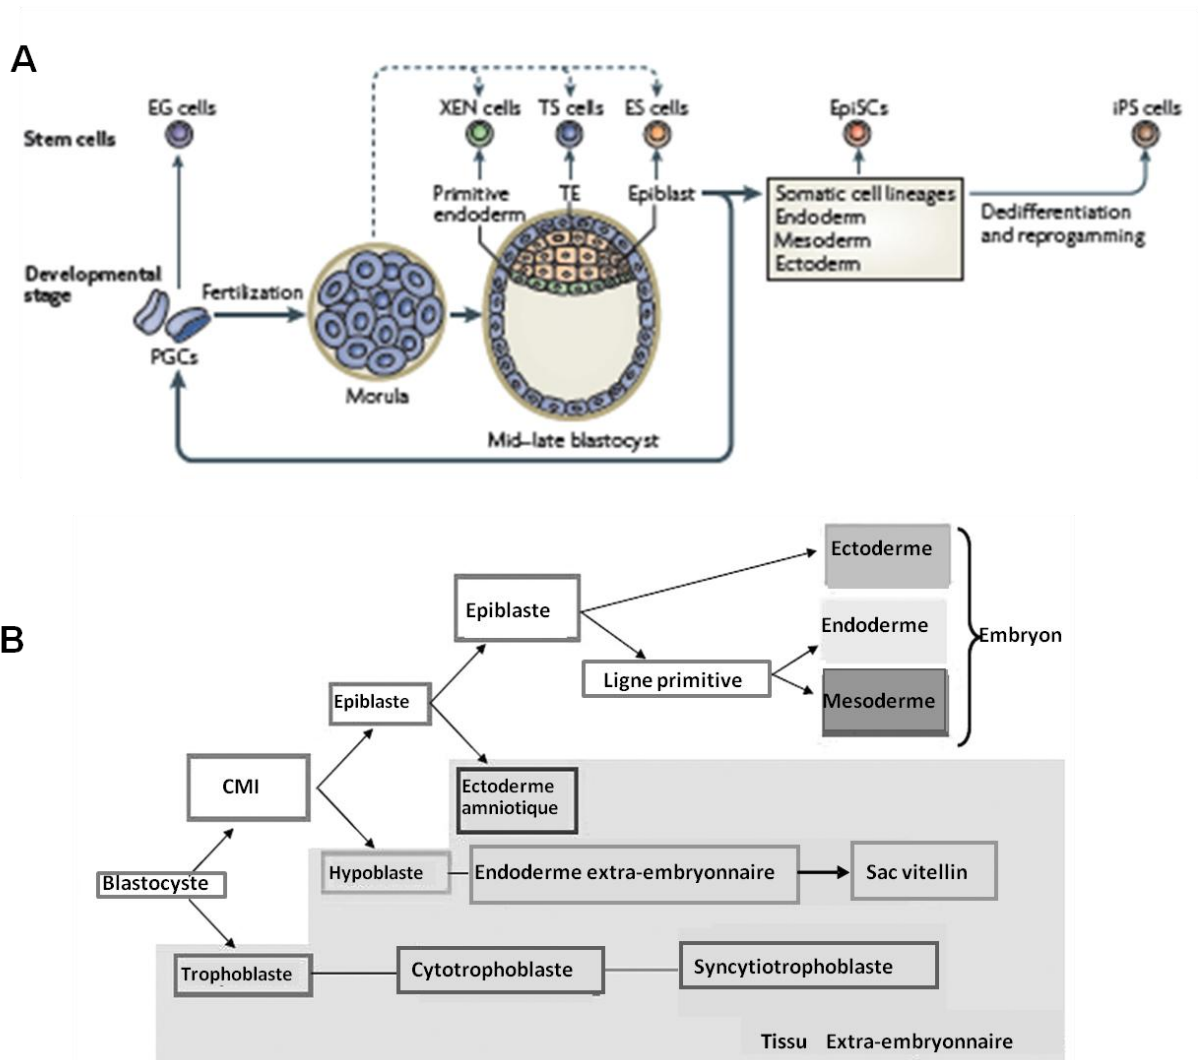 A
EG cells
XEN cells
TS cells
ES cells
EpiSCs
iPS cells
Stem cells
Primitive
endoderm
TE
Epiblast
Somatic cell lineages
Endoderm
Mesoderm
Ectoderm
Dedifferentiation
and reprogamming
Developmental
stage
Fertilization
PGCs
Morula
Mid–late blastocyst
B
Ectoderme
Epiblaste
Endoderme
Embryon
Ligne primitive
Mesoderme
Epiblaste
CMI
Ectoderme
amniotique
Blastocyste
Hypoblaste
Endoderme extra-embryonnaire
Sac vitellin
Trophoblaste
Cytotrophoblaste
Syncytiotrophoblaste
Tissu Extra-embryonnaire